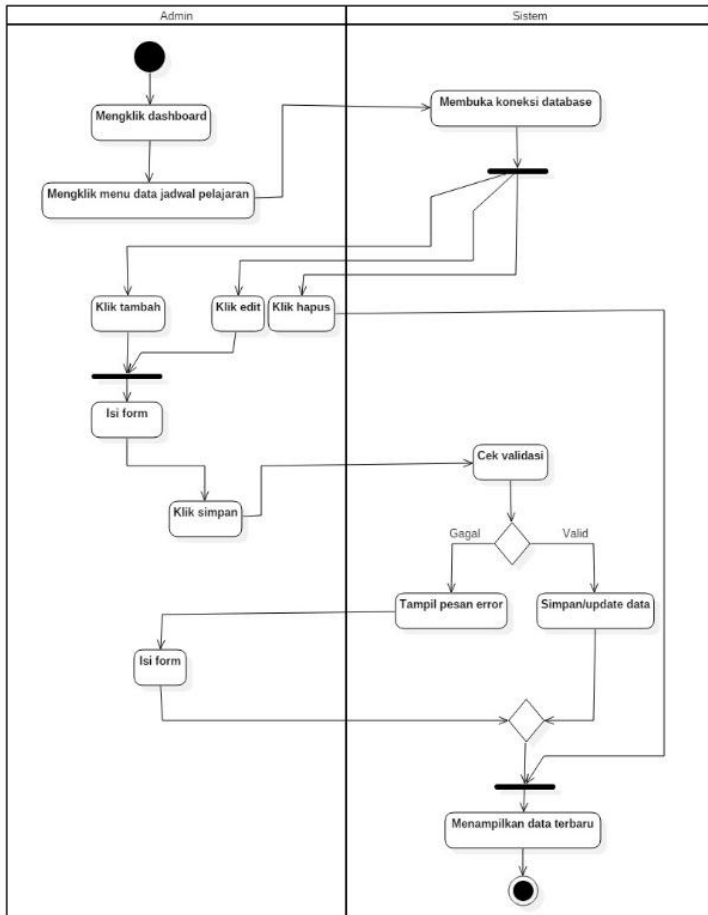 Admin
Sistem
Mengklik dashboard
Membuka koneksi database
Mengklik menu data jadwal pelajaran
Klik tambah
Klik edit
Klik hapus
Isi form
Klik simpan
Cek validasi
Gagal
Valid
Tampil pesan error
Simpan/update data
Isi form
Menampilkan data terbaru